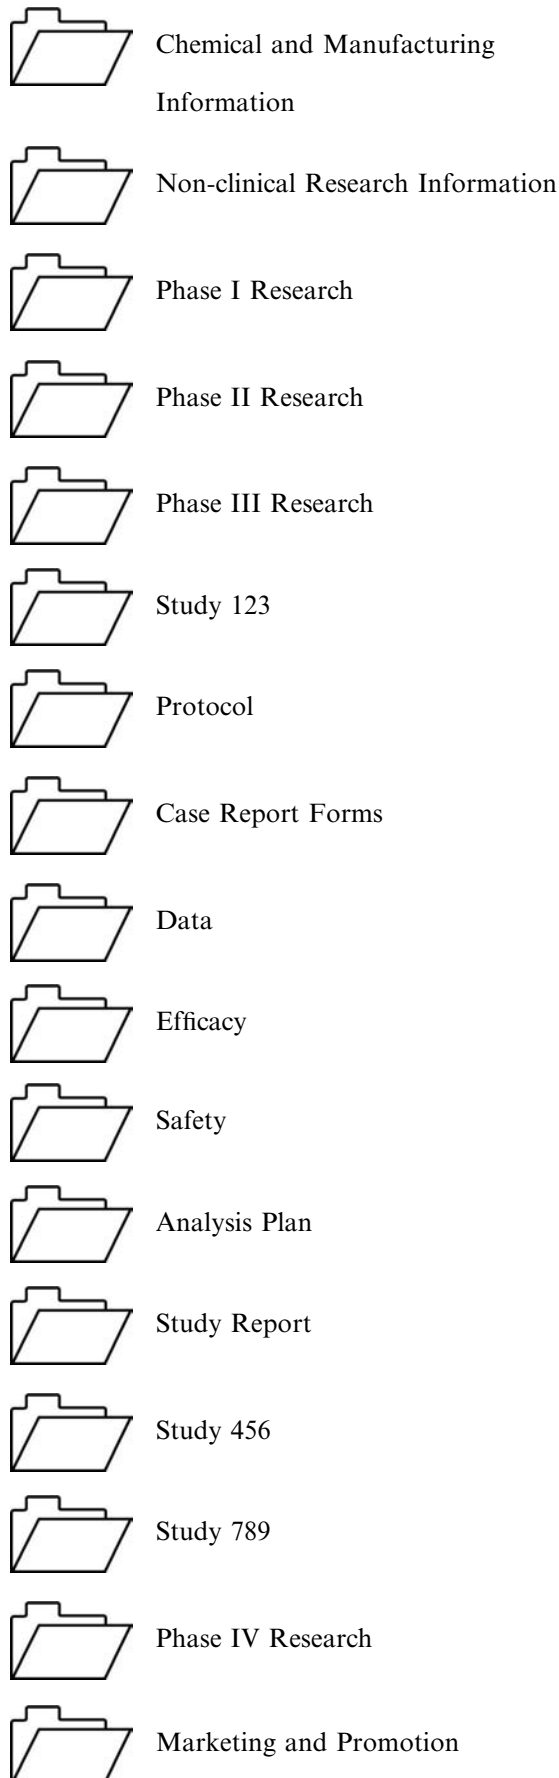 Chemical and Manufacturing
Information
Non-clinical Research Information
Phase I Research
Phase II Research
Phase III Research
Study 123
Protocol
Case Report Forms
Data
Efficacy
Safety
Analysis Plan
Study Report
Study 456
Study 789
Phase IV Research
Marketing and Promotion